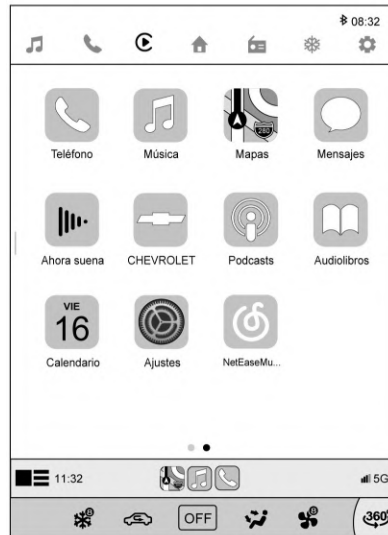 08:32
280
Teléfono Música Mapas Mensajes
Ahora suena CHEVROLET Podcasts Audiolibros
VIE
16
Calendario Ajustes NetEaseMu...
11:32 5G
OFF 360°